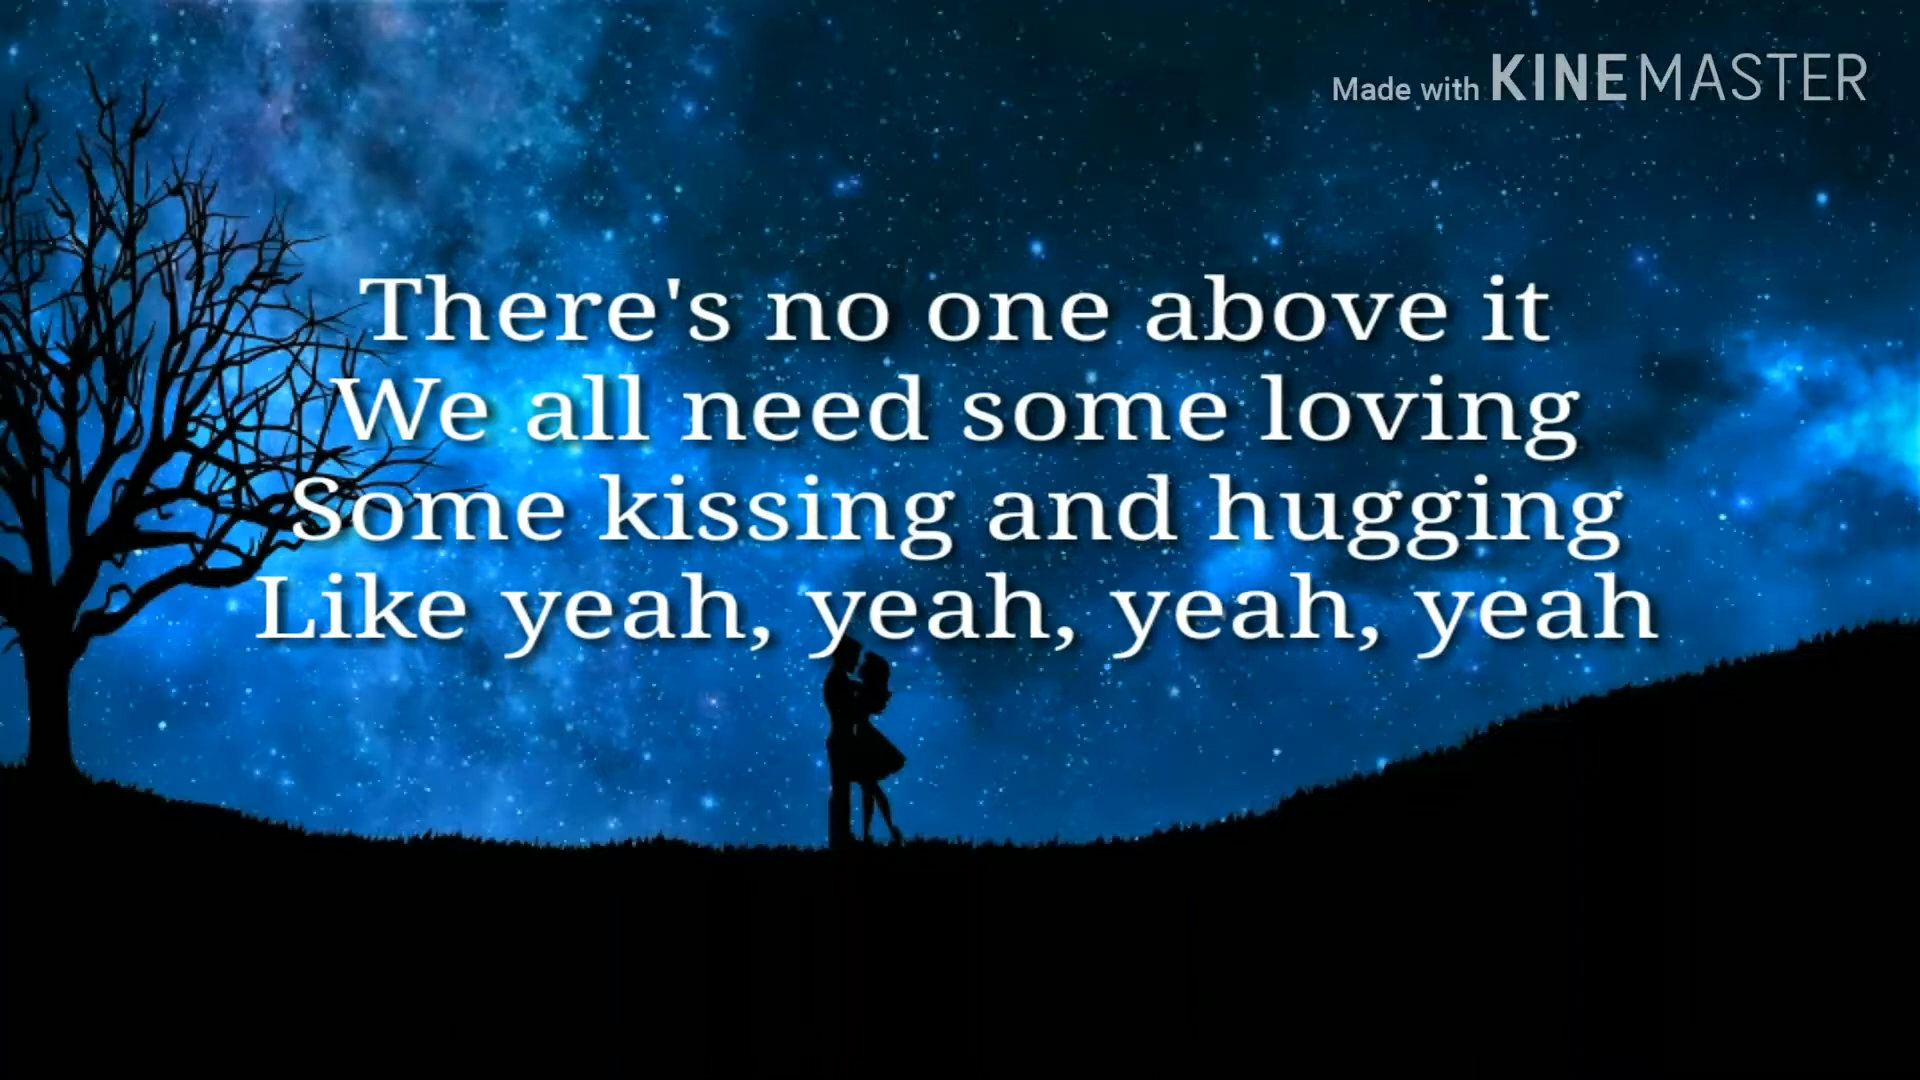 Made with KINEMASTER
There's no one above it
We all need some loving
Some kissing and hugging
Like yeah, yeah, yeah, yeah